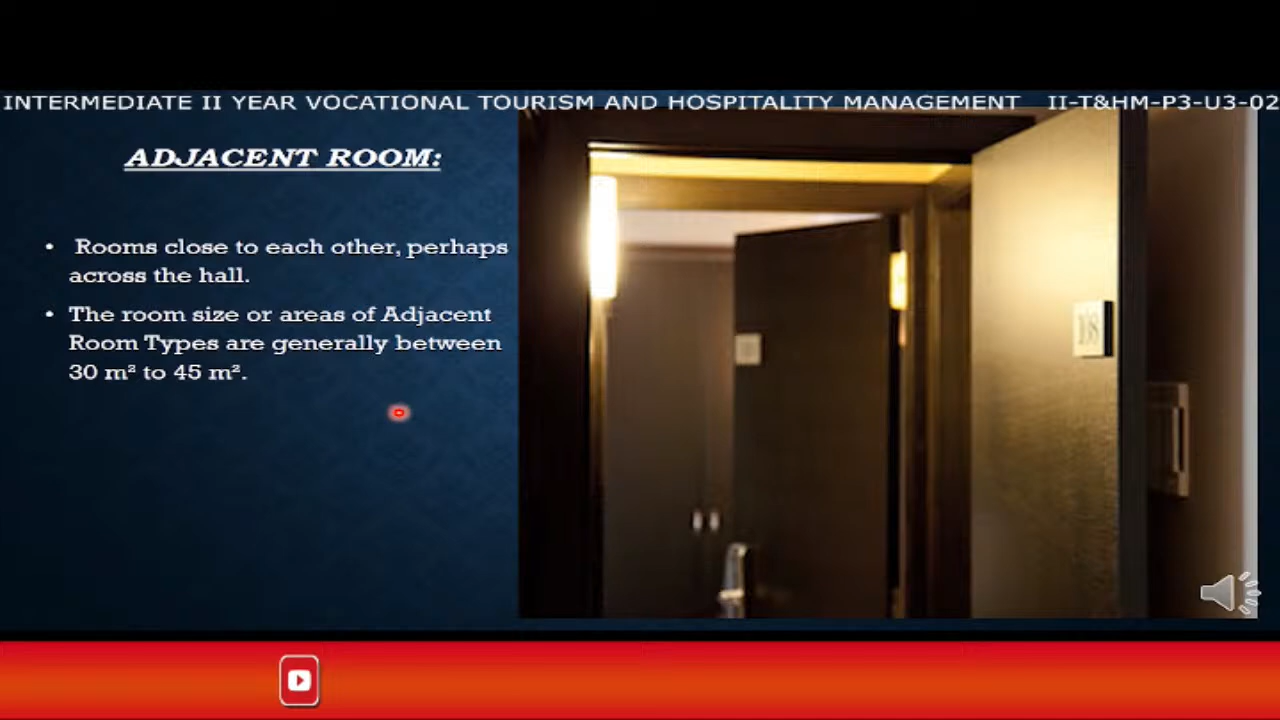 INTERMEDIATE II YEAR VOCATIONAL TOURISM AND HOSPITALITY MANAGEMENT II-T&HM-P3-U3-02
ADJACENT ROOM:
• Rooms close to each other, perhaps
across the hall.
• The room size or areas of Adjacent
Room Types are generally between
30 m² to 45 m².